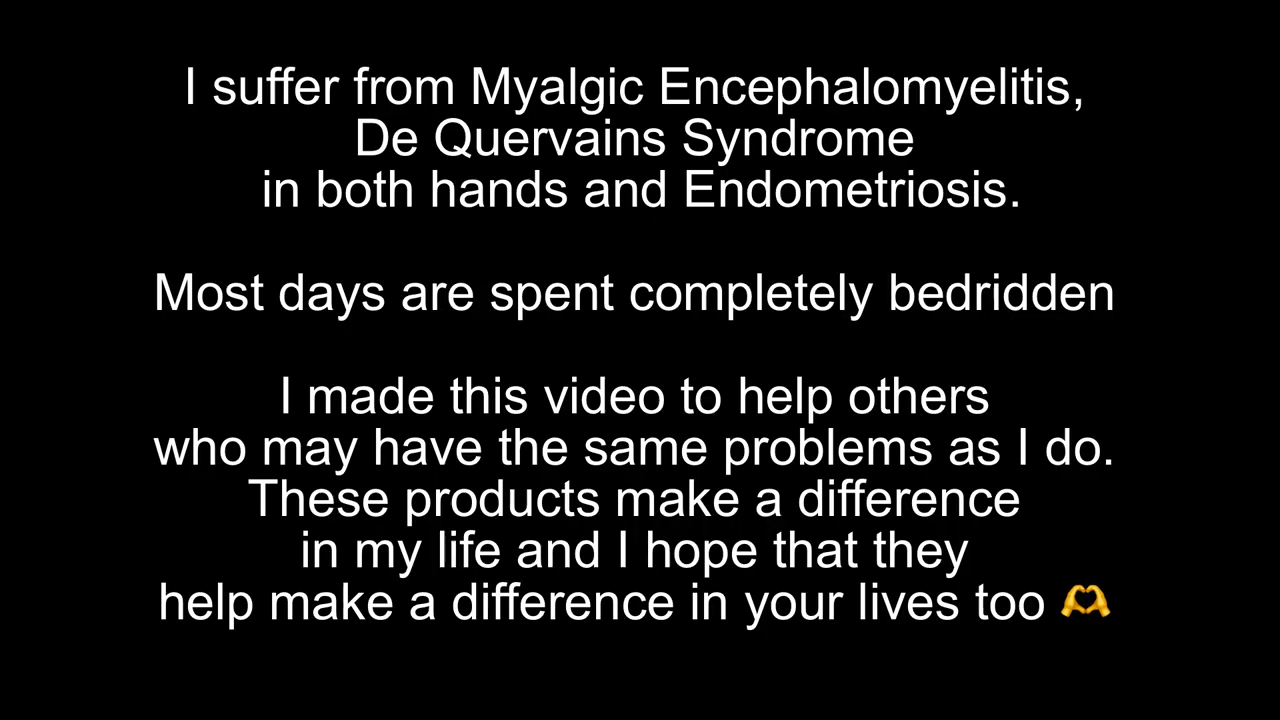 I suffer from Myalgic Encephalomyelitis,
De Quervains Syndrome
in both hands and Endometriosis.
Most days are spent completely bedridden
I made this video to help others
who may have the same problems as I do.
These products make a difference
in my life and I hope that they
help make a difference in your lives too 🫶